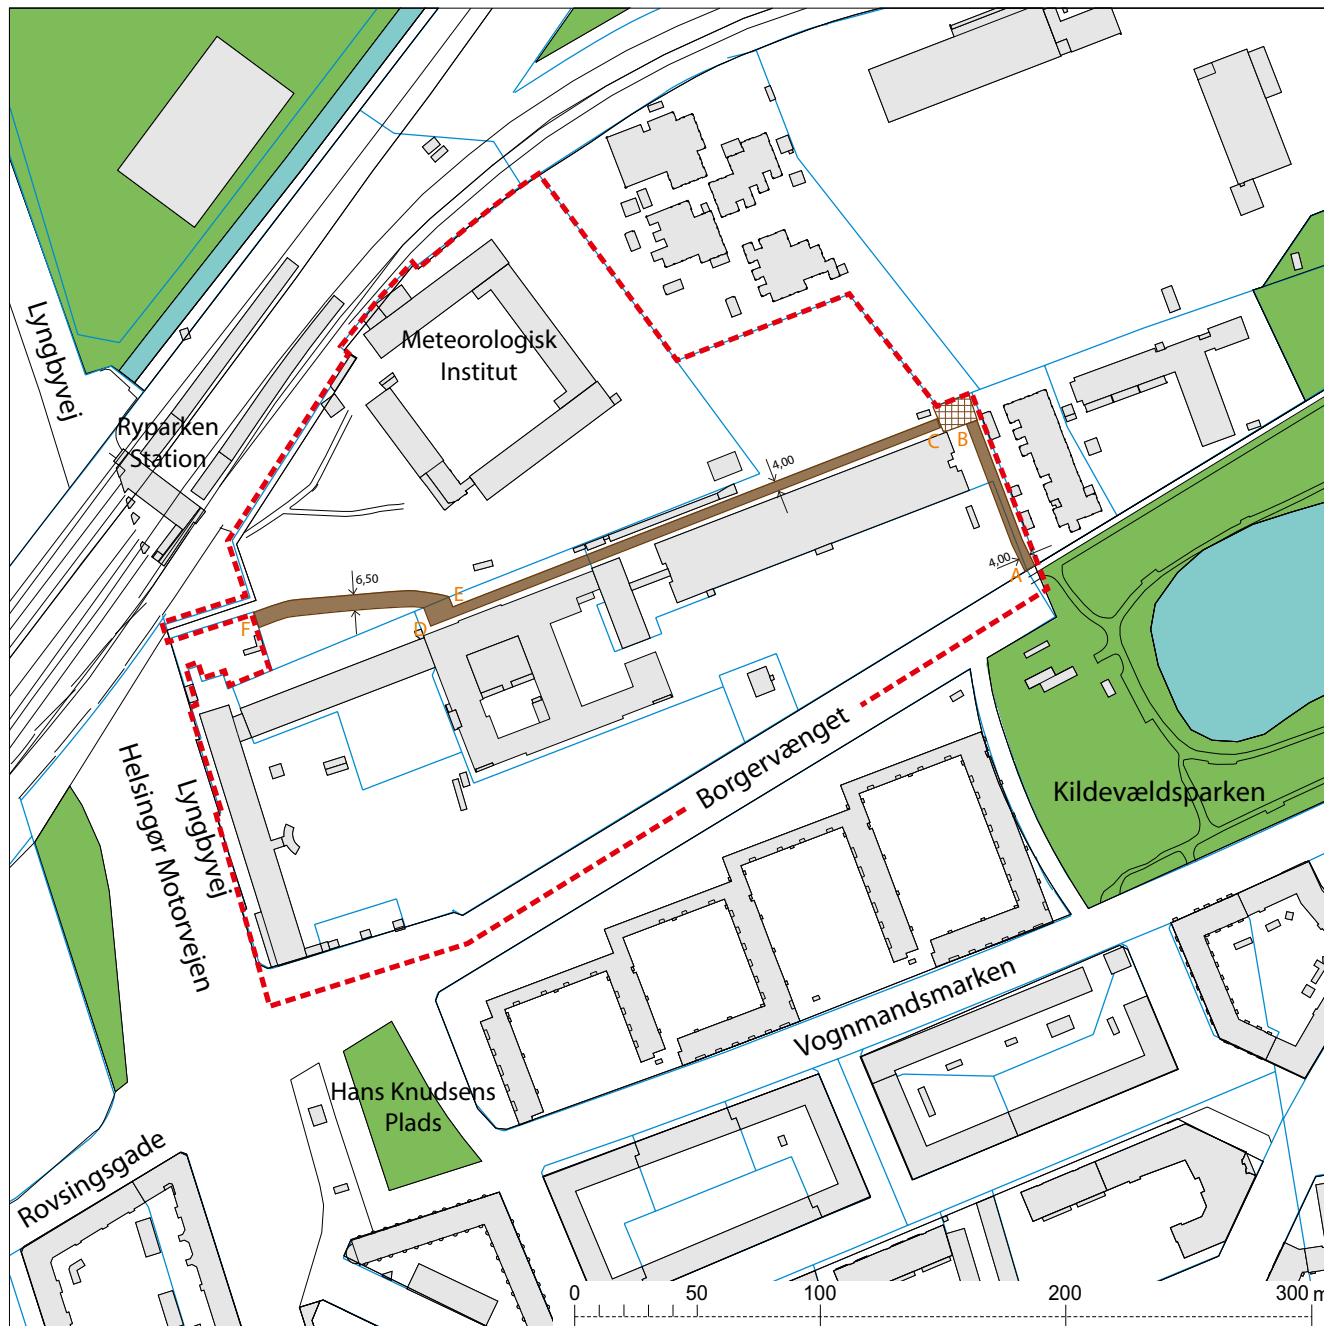 Meteorologisk
Institut
Lyngbyvej
Ryparken
Station
C
B
4,00
4,00
A
6,50
E
D
F
Borgervænget
Kildevældsparken
Lyngbyvej
Helsingør Motorvejen
Vognmandsmarken
Hans Knudsens
Plads
Rovsingsgade
0 50 100 200 300 m